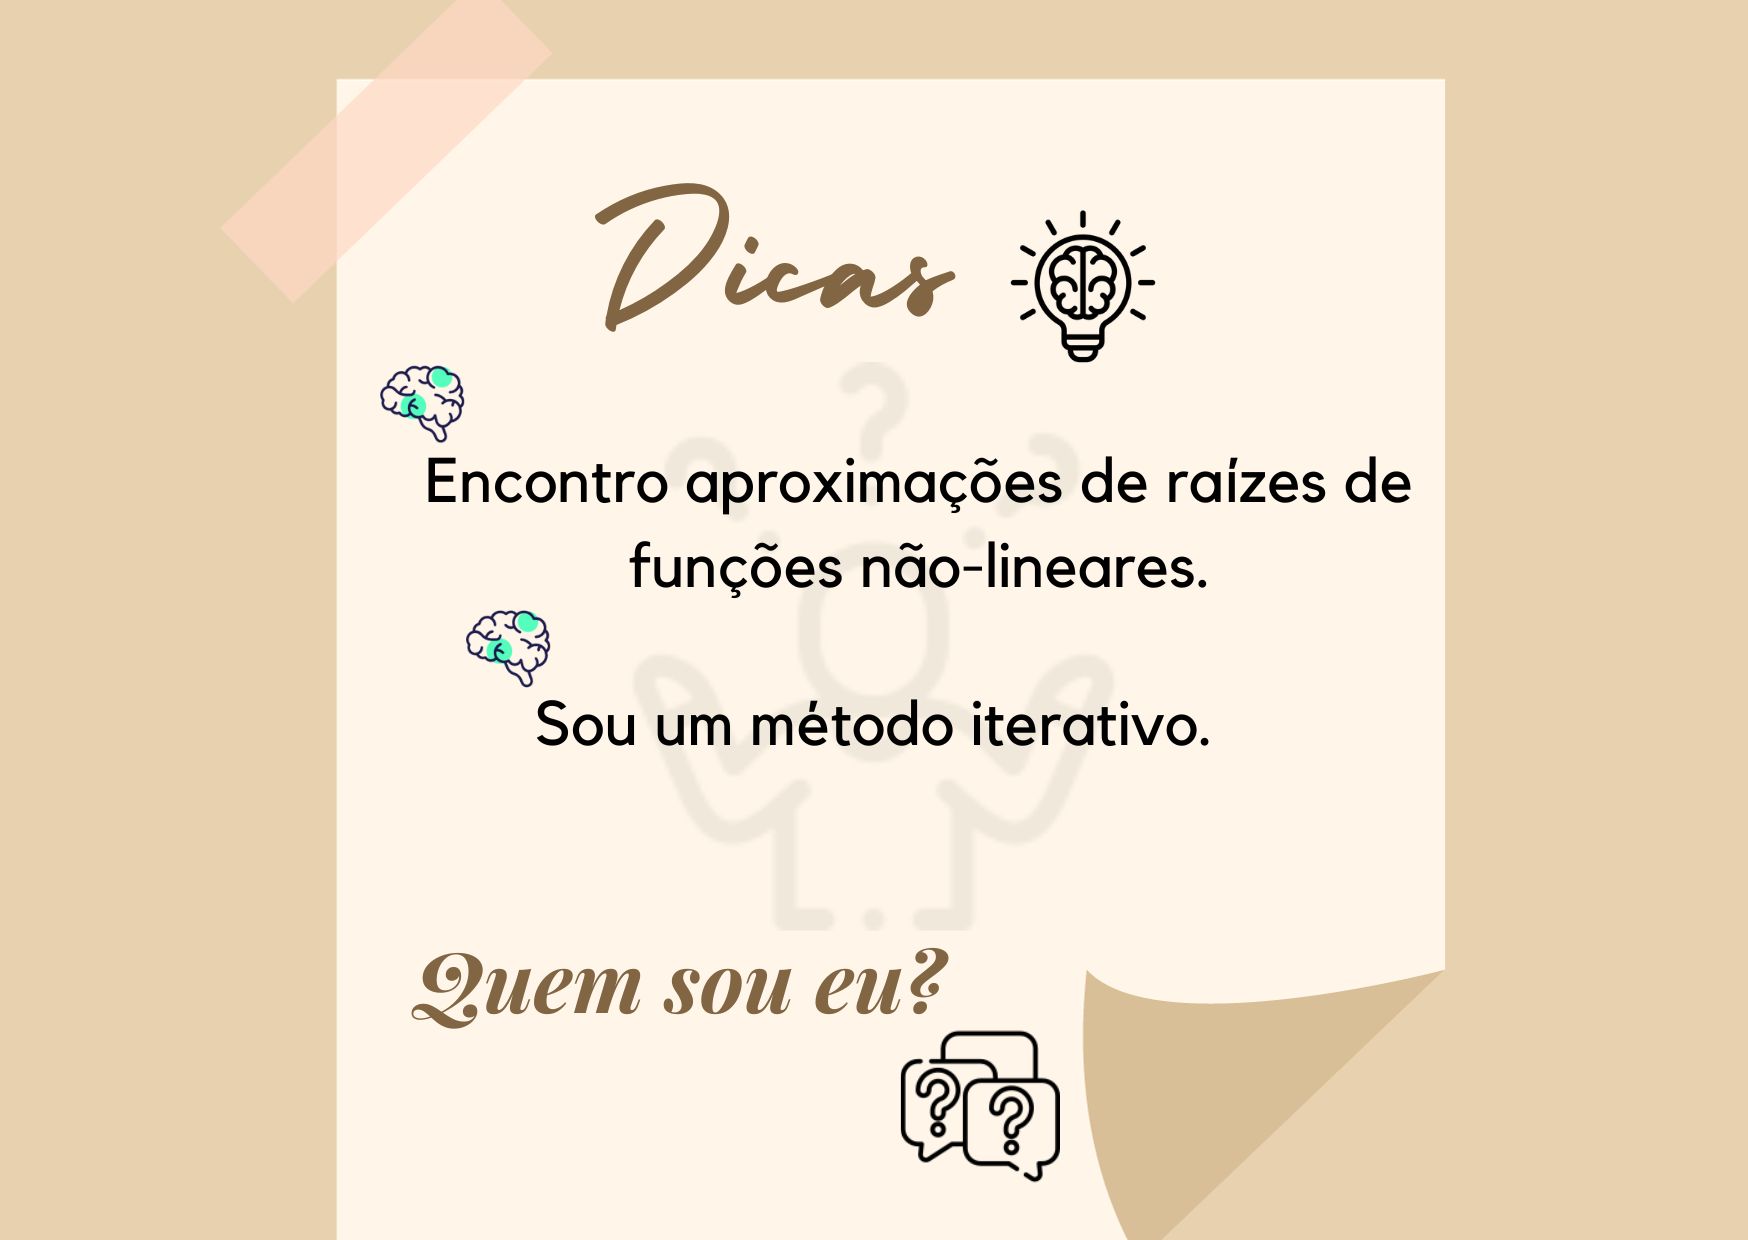 Dicas
Encontro aproximações de raízes de
funções não-lineares.
Sou um método iterativo.
Quem sou eu?